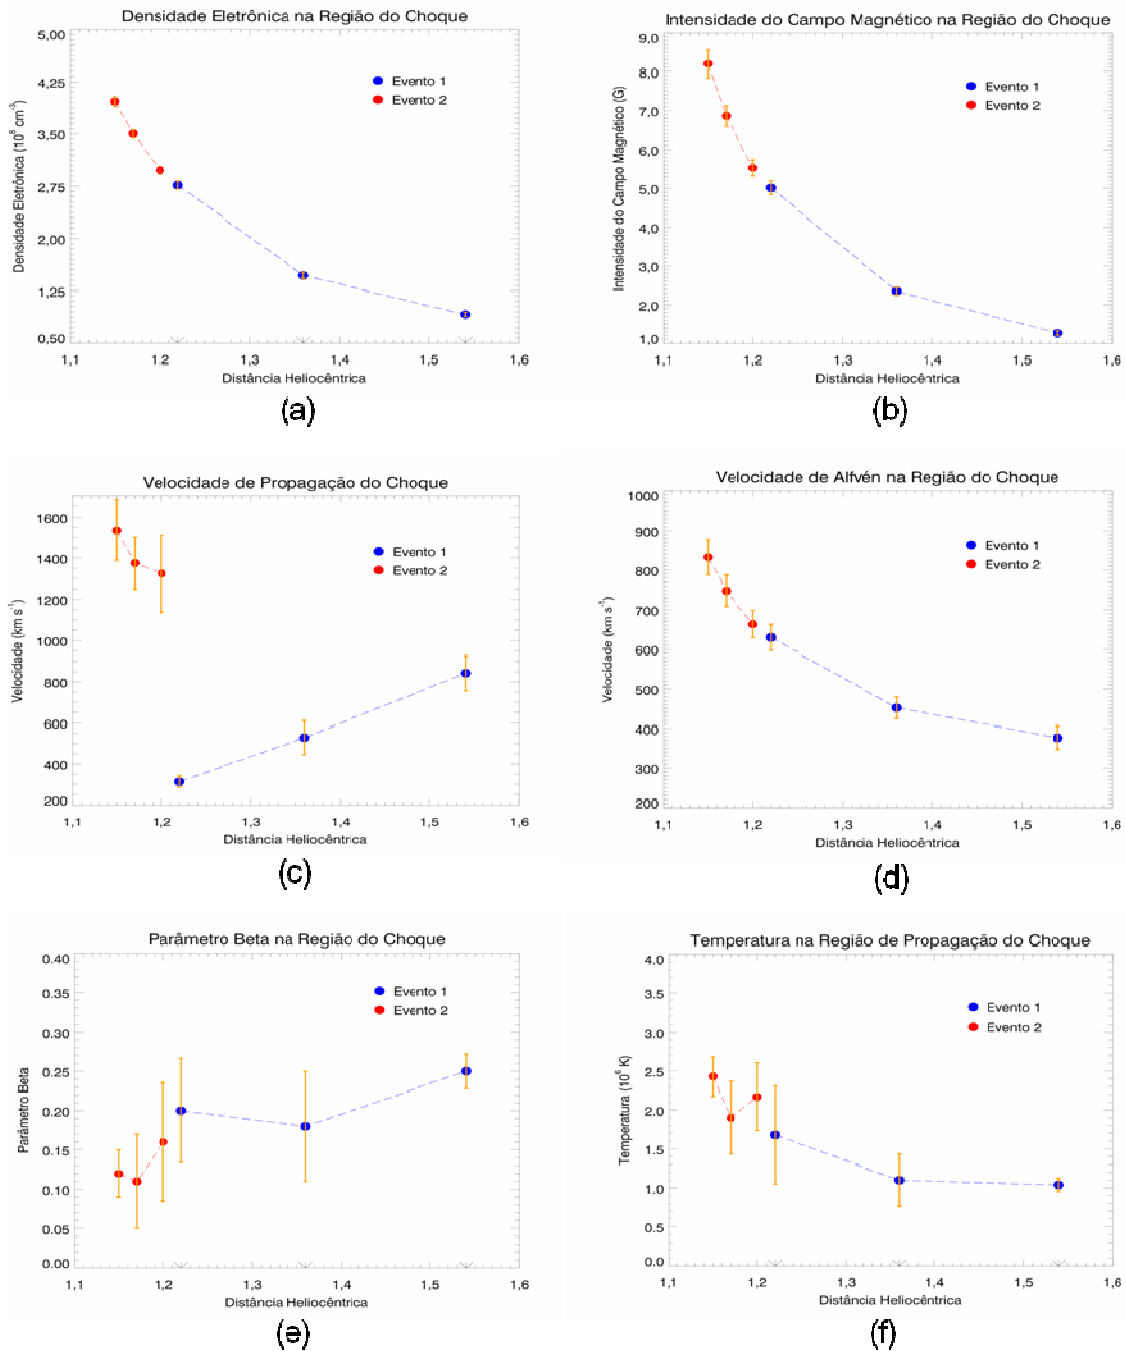 Densidade Eletrônica na Região do Choque
5,00
4,25
3,50
2,75
2,00
1,25
0,50
Densidade Eletrônica (10⁸ cm⁻³)
Evento 1
Evento 2
1,1 1,2 1,3 1,4 1,5 1,6
Distância Heliocêntrica
(a)
Intensidade do Campo Magnético na Região do Choque
9,0
8,0
7,0
6,0
5,0
4,0
3,0
2,0
1,0
Intensidade do Campo Magnético (G)
Evento 1
Evento 2
1,1 1,2 1,3 1,4 1,5 1,6
Distância Heliocêntrica
(b)
Velocidade de Propagação do Choque
1600
1400
1200
1000
800
600
400
200
Velocidade (km s⁻¹)
Evento 1
Evento 2
1,1 1,2 1,3 1,4 1,5 1,6
Distância Heliocêntrica
(c)
Velocidade de Alfvén na Região do Choque
1000
900
800
700
600
500
400
300
200
Velocidade (km s⁻¹)
Evento 1
Evento 2
1,1 1,2 1,3 1,4 1,5 1,6
Distância Heliocêntrica
(d)
Parâmetro Beta na Região do Choque
0.40
0.35
0.30
0.25
0.20
0.15
0.10
0.05
0.00
Parâmetro Beta
Evento 1
Evento 2
1,1 1,2 1,3 1,4 1,5 1,6
Distância Heliocêntrica
(e)
Temperatura na Região de Propagação do Choque
4.0
3.5
3.0
2.5
2.0
1.5
1.0
0.5
0.0
Temperatura (10⁶ K)
Evento 1
Evento 2
1,1 1,2 1,3 1,4 1,5 1,6
Distância Heliocêntrica
(f)